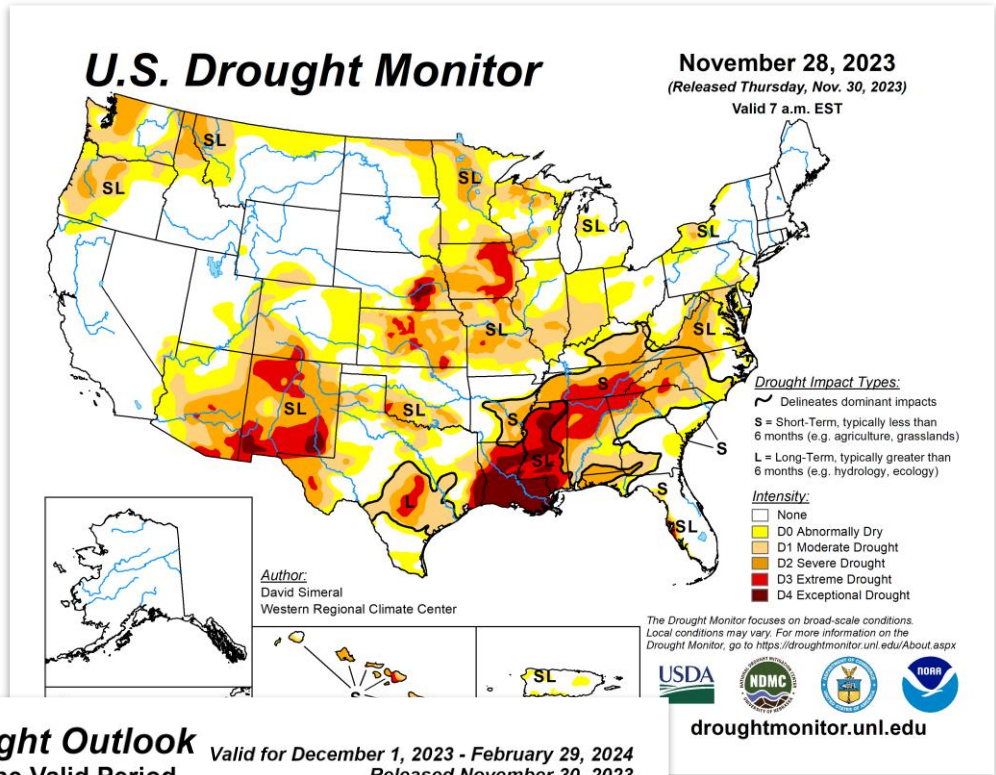 U.S. Drought Monitor
November 28, 2023
(Released Thursday, Nov. 30, 2023)
Valid 7 a.m. EST
SL
SL
SL
SL
SL
SL
SL
S
SL
SL
S
SL
S
L
S
SL
Drought Impact Types:
Delineates dominant impacts
S = Short-Term, typically less than
6 months (e.g. agriculture, grasslands)
L = Long-Term, typically greater than
6 months (e.g. hydrology, ecology)
Intensity:
None
D0 Abnormally Dry
D1 Moderate Drought
D2 Severe Drought
D3 Extreme Drought
D4 Exceptional Drought
Author:
David Simeral
Western Regional Climate Center
The Drought Monitor focuses on broad-scale conditions.
Local conditions may vary. For more information on the
Drought Monitor, go to https://droughtmonitor.unl.edu/About.aspx
SL
USDA
NDMC
NOAA
droughtmonitor.unl.edu
ght Outlook
Valid for December 1, 2023 - February 29, 2024
Released November 30, 2023